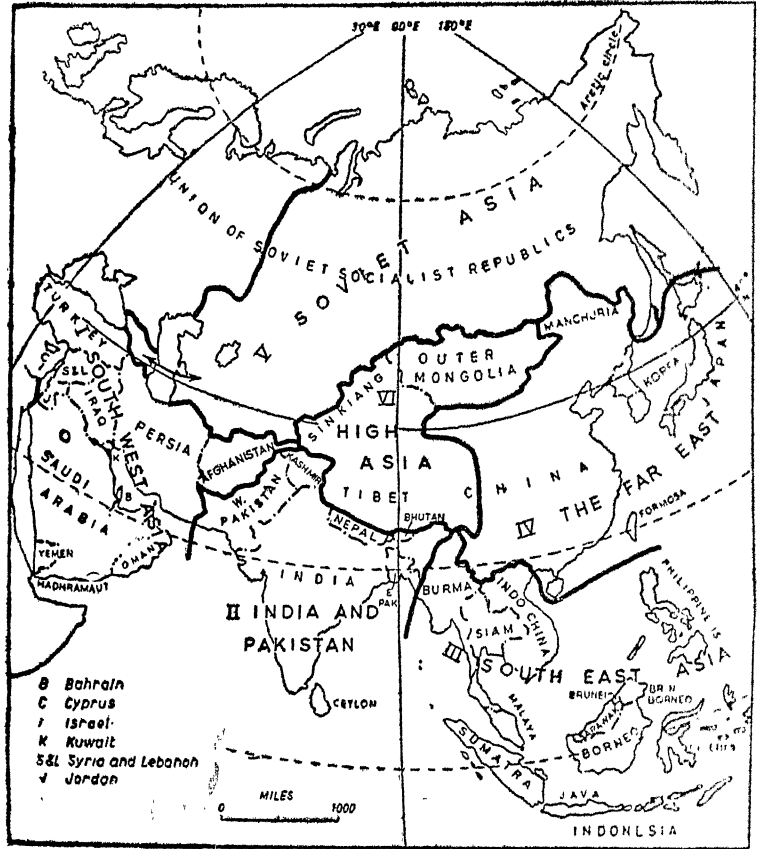 30°E 90°E 150°E
Arctic circle
UNION OF SOVIET SOCIALIST REPUBLICS
V SOVIET ASIA
MANCHURIA
OUTER
MONGOLIA
SINKIANG
VI
HIGH
ASIA
TIBET
KOREA
JAPAN
CHINA
IV THE FAR EAST
FORMOSA
TURKEY
S&L
IRAQ
SOUTH WEST ASIA
PERSIA
AFGHANISTAN
KASHMIR
W.
PAKISTAN
K
B
SAUDI
ARABIA
YEMEN
OMAN
HADHRAMAUT
NEPAL
BHUTAN
INDIA
E
PAK
II INDIA AND
PAKISTAN
CEYLON
BURMA
INDO CHINA
SIAM
III SOUTH EAST ASIA
PHILIPPINE IS
MALAYA
BRUNEI
BR N
BORNEO
SARAWAK
BORNEO
SUMATRA
JAVA
INDONLSIA
B Bahrain
C Cyprus
I Israel
K Kuwait
S&L Syria and Lebanon
J Jordan
MILES
0 1000